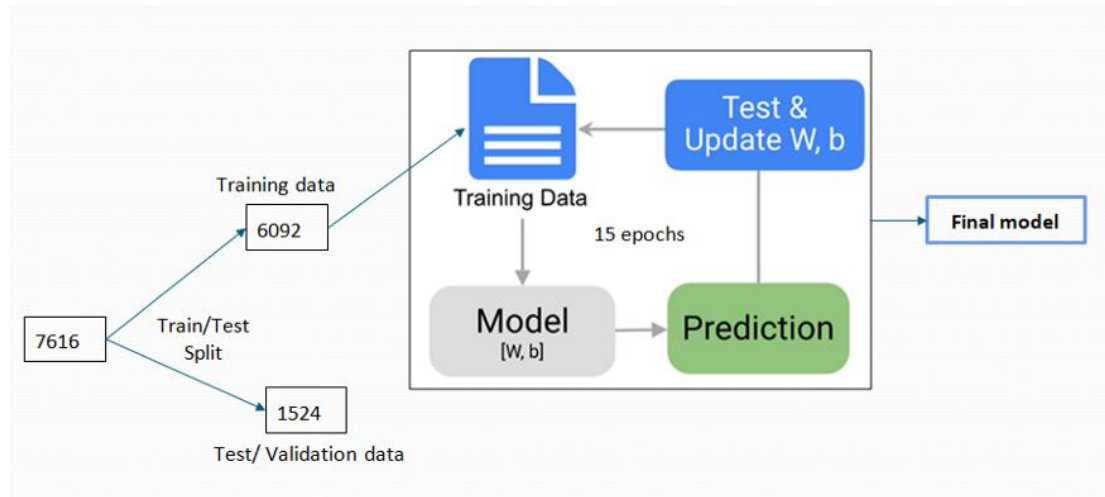 7616
Train/Test
Split
Training data
6092
1524
Test/ Validation data
Training Data
15 epochs
Test &
Update W, b
Model
[W, b]
Prediction
Final model